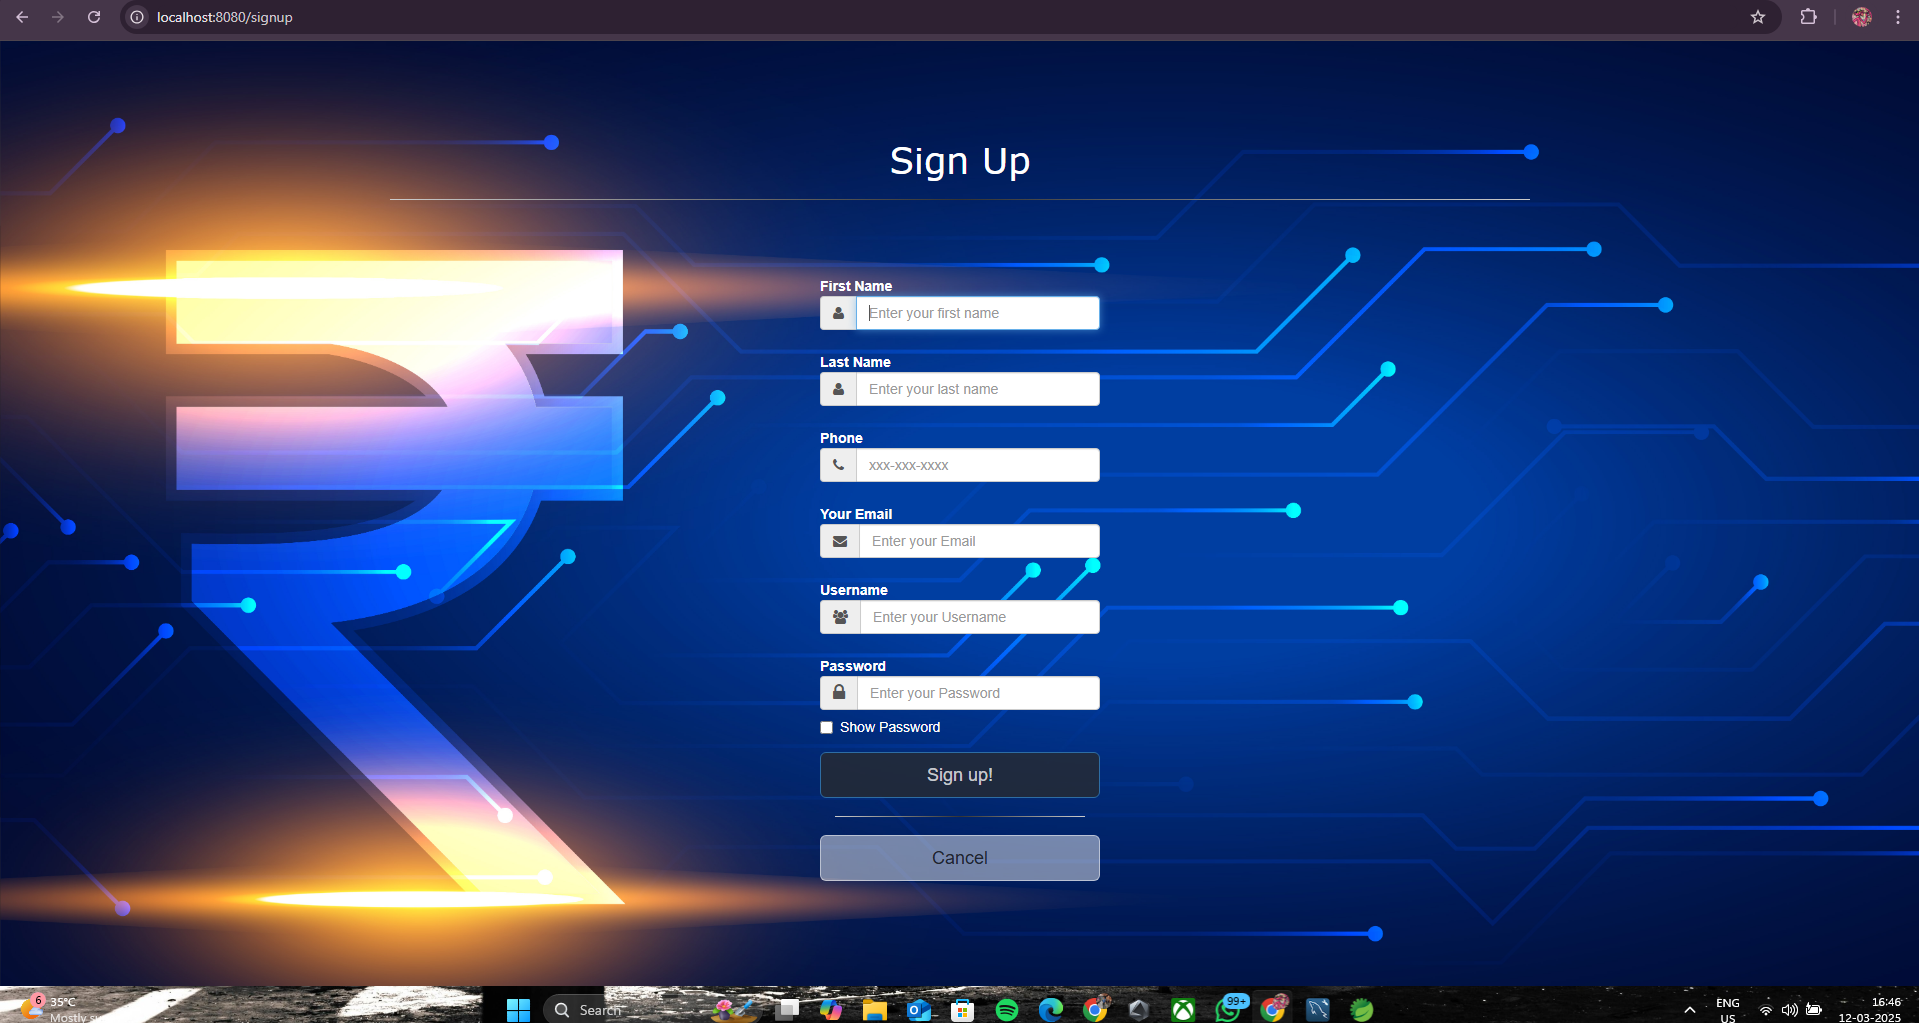 localhost:8080/signup
Sign Up
First Name
Enter your first name
Last Name
Enter your last name
Phone
xxx-xxx-xxxx
Your Email
Enter your Email
Username
Enter your Username
Password
Enter your Password
Show Password
Sign up!
Cancel
6
35°C
Mostly su
Search
99+
ENG
US
16:46
12-03-2025